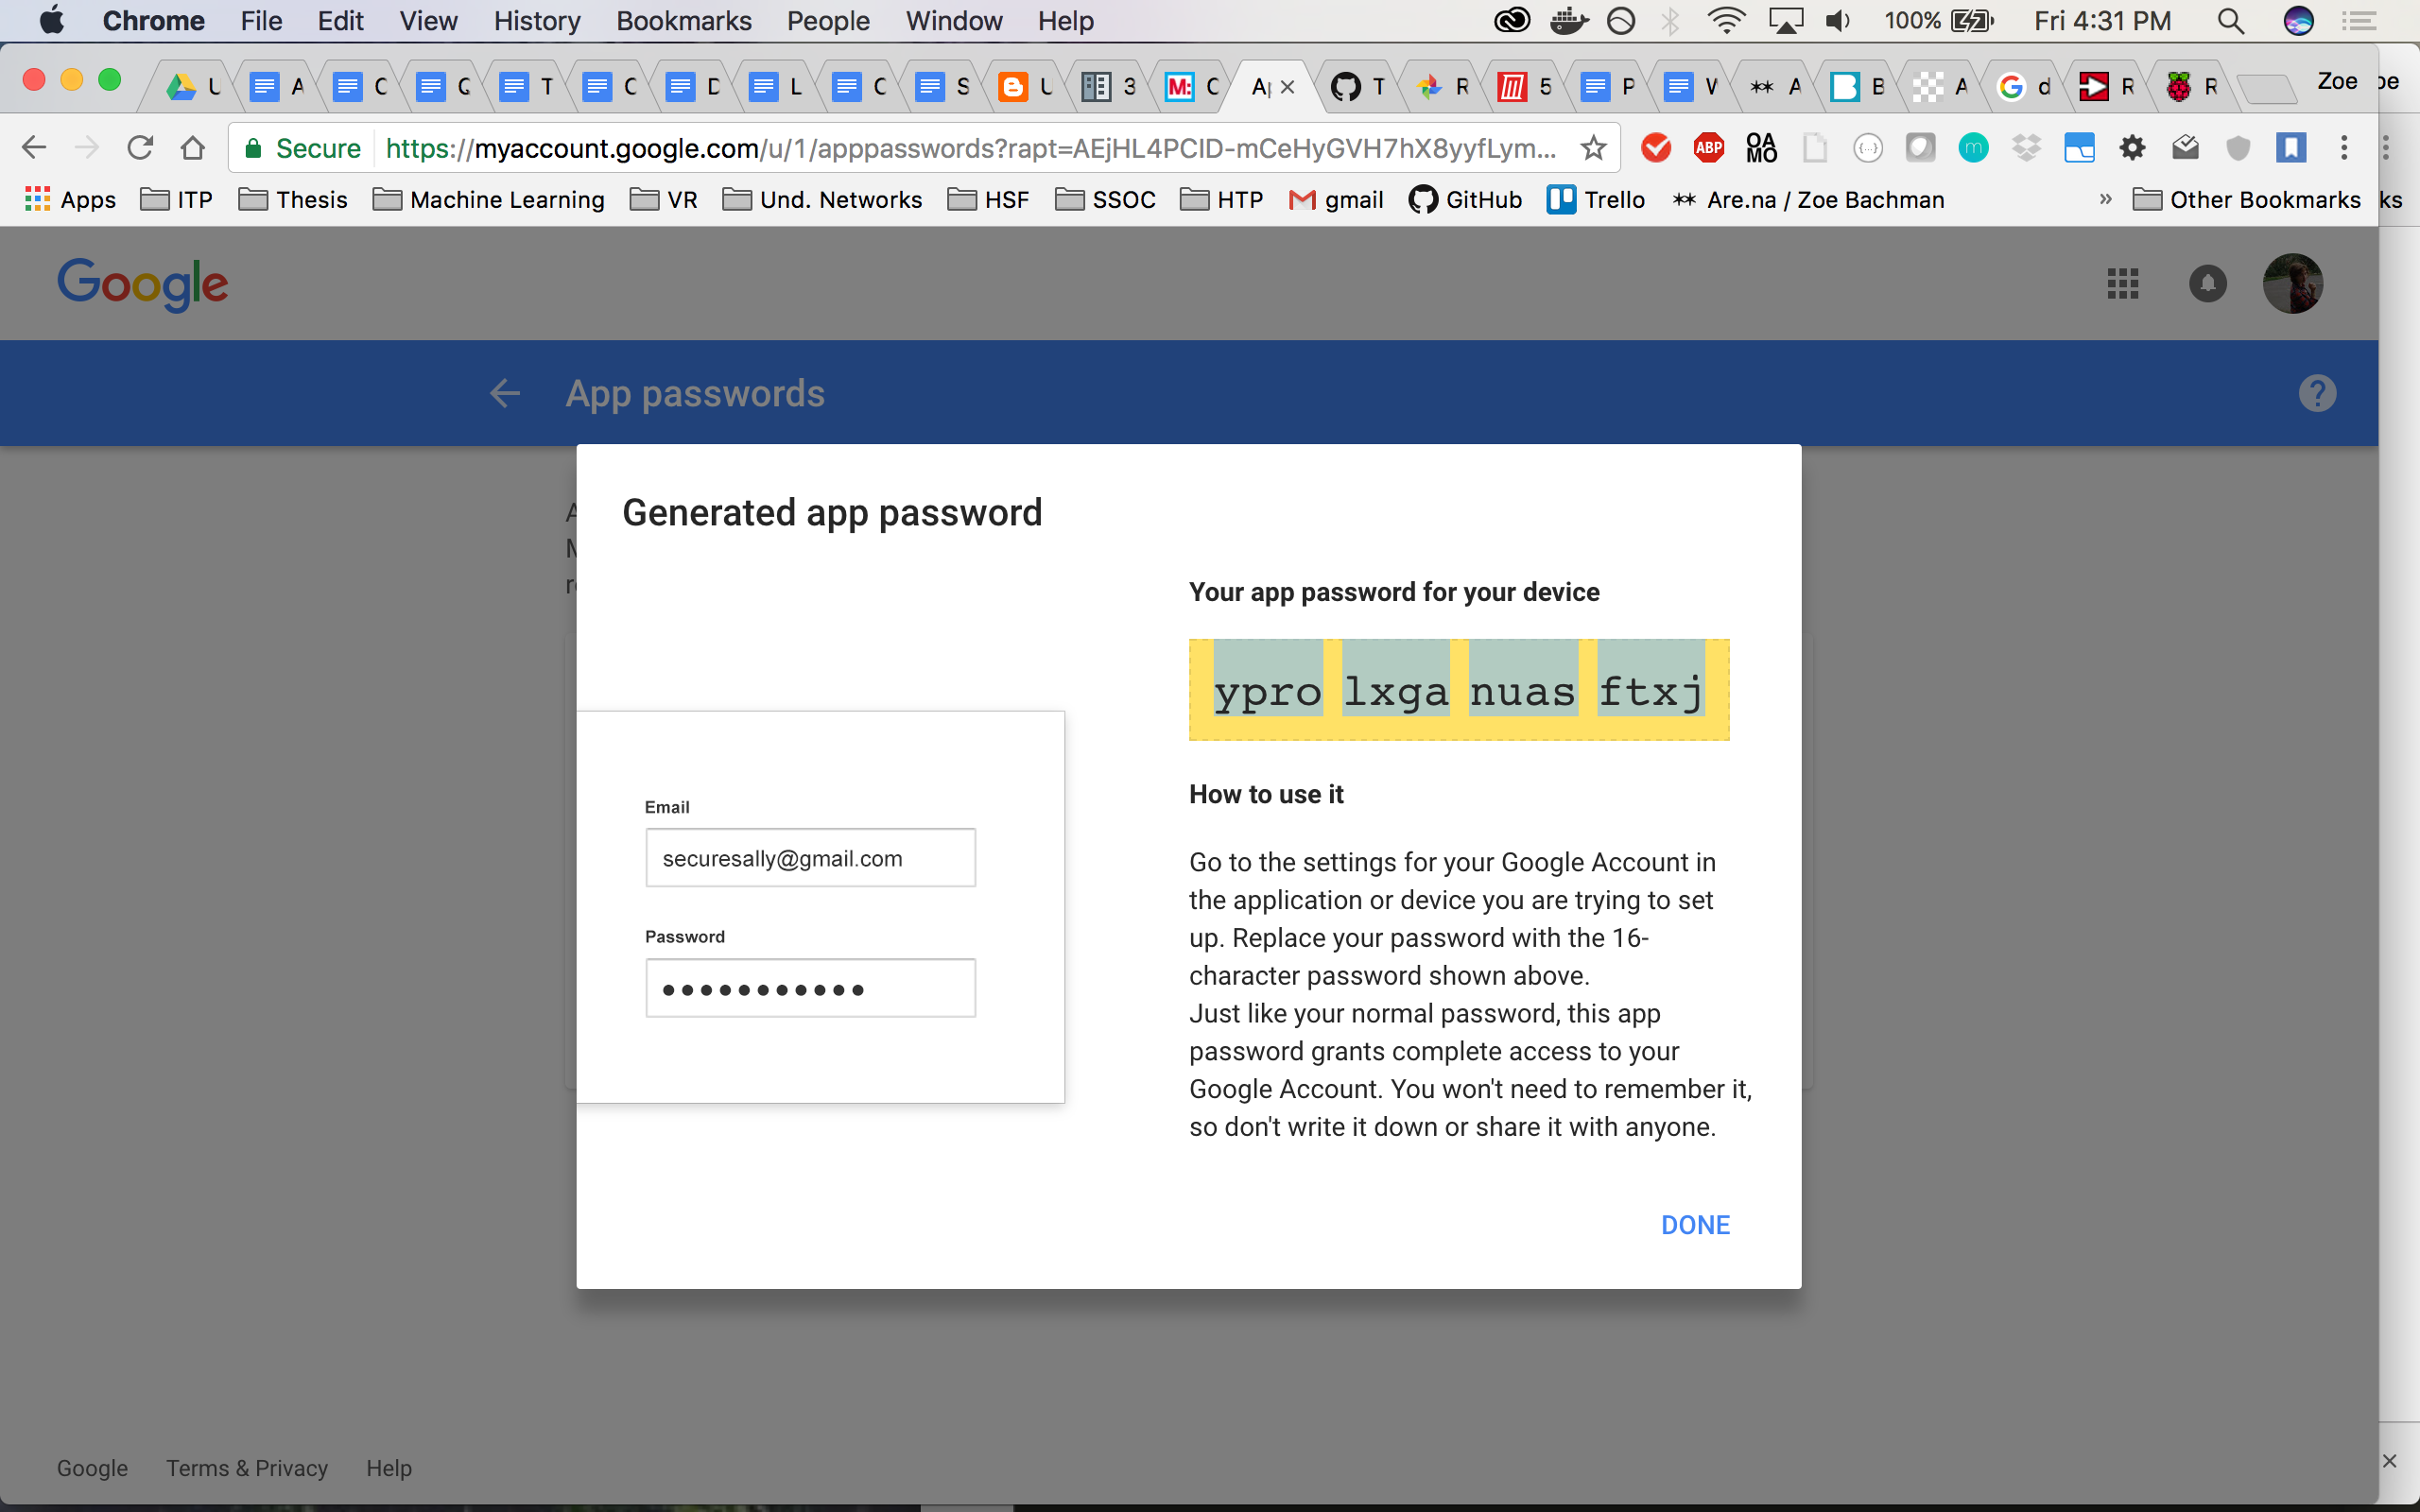 Chrome File Edit View History Bookmarks People Window Help 100% Fri 4:31 PM
U A C Q T C D L C S U 3 C Ap T R 5 P A B A d R R Zoe
Secure https://myaccount.google.com/u/1/apppasswords?rapt=AEjHL4PCID-mCeHyGVH7hX8yyfLym... ABP OA MO
Apps ITP Thesis Machine Learning VR Und. Networks HSF SSOC HTP gmail GitHub Trello Are.na / Zoe Bachman » Other Bookmarks ks
Google
App passwords
Generated app password
Your app password for your device
ypro lxga nuas ftxj
Email
securesally@gmail.com
Password
How to use it
Go to the settings for your Google Account in
the application or device you are trying to set
up. Replace your password with the 16-
character password shown above.
Just like your normal password, this app
password grants complete access to your
Google Account. You won't need to remember it,
so don't write it down or share it with anyone.
DONE
Google Terms & Privacy Help